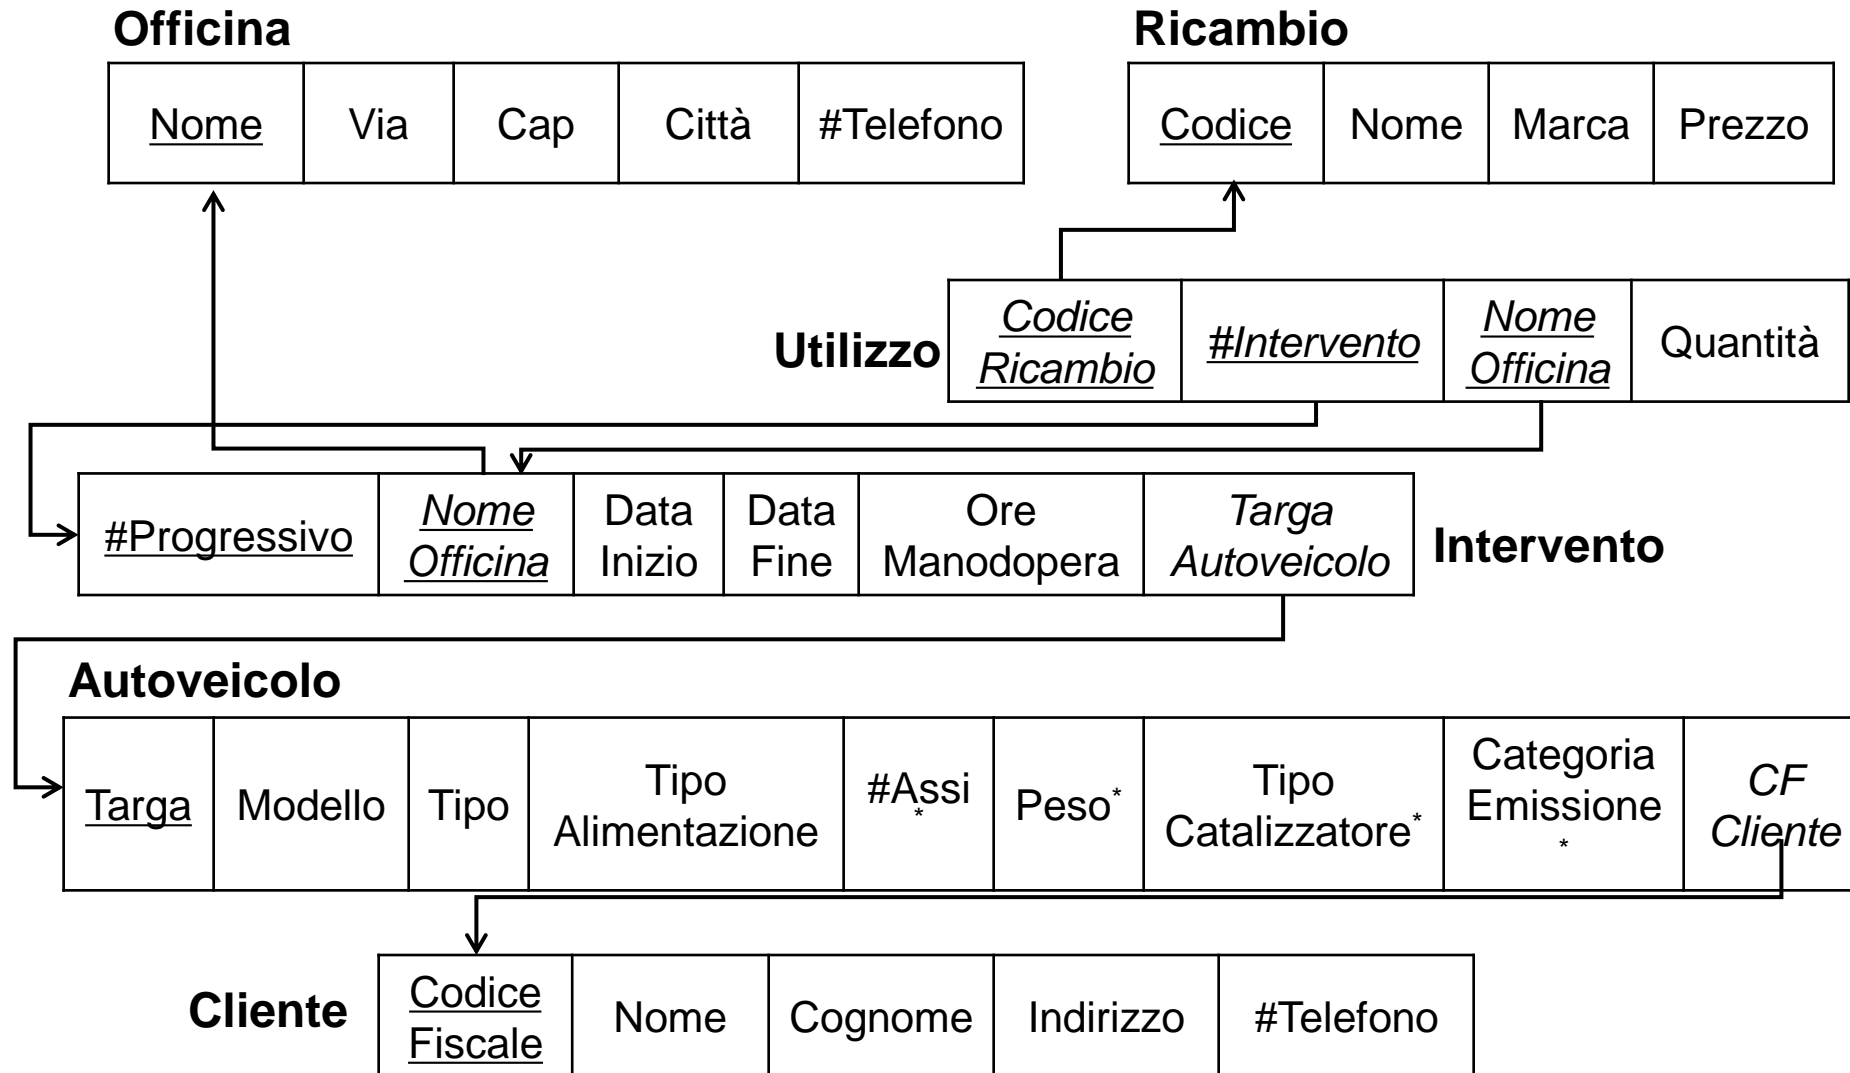 Officina
Ricambio
Nome Via Cap Città #Telefono
Codice Nome Marca Prezzo
Utilizzo
Codice
Ricambio
#Intervento
Nome
Officina
Quantità
#Progressivo
Nome
Officina
Data
Inizio
Data
Fine
Ore
Manodopera
Targa
Autoveicolo
Intervento
Autoveicolo
Targa
Modello
Tipo
Tipo
Alimentazione
#Assi
*
Peso*
Tipo
Catalizzatore*
Categoria
Emissione
*
CF
Cliente
Cliente
Codice
Fiscale
Nome
Cognome
Indirizzo
#Telefono